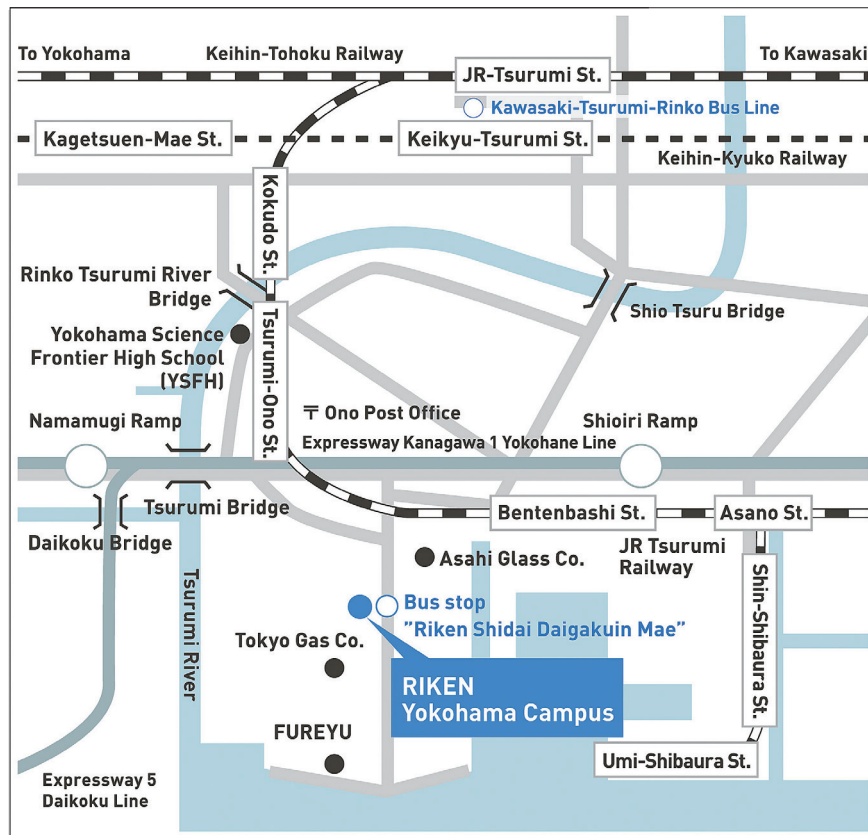 To Yokohama
Keihin-Tohoku Railway
To Kawasaki
JR-Tsurumi St.
Kawasaki-Tsurumi-Rinko Bus Line
Kagetsuen-Mae St.
Keikyu-Tsurumi St.
Keihin-Kyuko Railway
Kokudo St.
Rinko Tsurumi River
Bridge
Shio Tsuru Bridge
Yokohama Science
Frontier High School
(YSFH)
Tsurumi-Ono St.
〒 Ono Post Office
Namamugi Ramp
Shioiri Ramp
Expressway Kanagawa 1 Yokohane Line
Tsurumi Bridge
Bentenbashi St.
Asano St.
Daikoku Bridge
JR Tsurumi
Railway
Asahi Glass Co.
Tsurumi River
Shin-Shibaura St.
Bus stop
"Riken Shidai Daigakuin Mae"
Tokyo Gas Co.
RIKEN
Yokohama Campus
FUREYU
Umi-Shibaura St.
Expressway 5
Daikoku Line